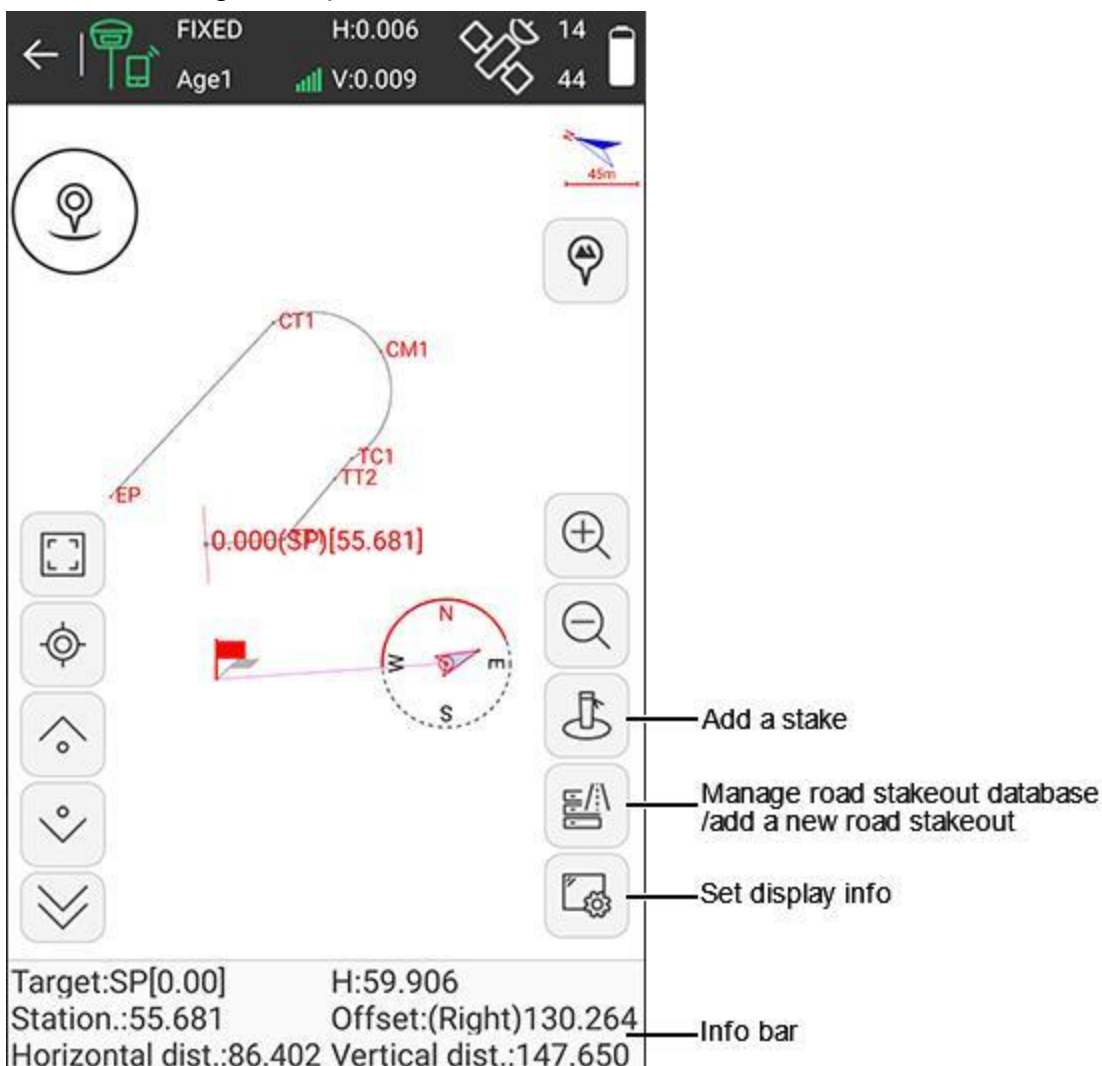 FIXED H:0.006 14
Age1 V:0.009 44
N
45m
CT1
CM1
TC1
TT2
EP
0.000(SP)[55.681]
N
W E
S
Add a stake
Manage road stakeout database
/add a new road stakeout
Set display info
Target:SP[0.00] H:59.906
Station.:55.681 Offset:(Right)130.264
Info bar
Horizontal dist.:86.402 Vertical dist.:147.650